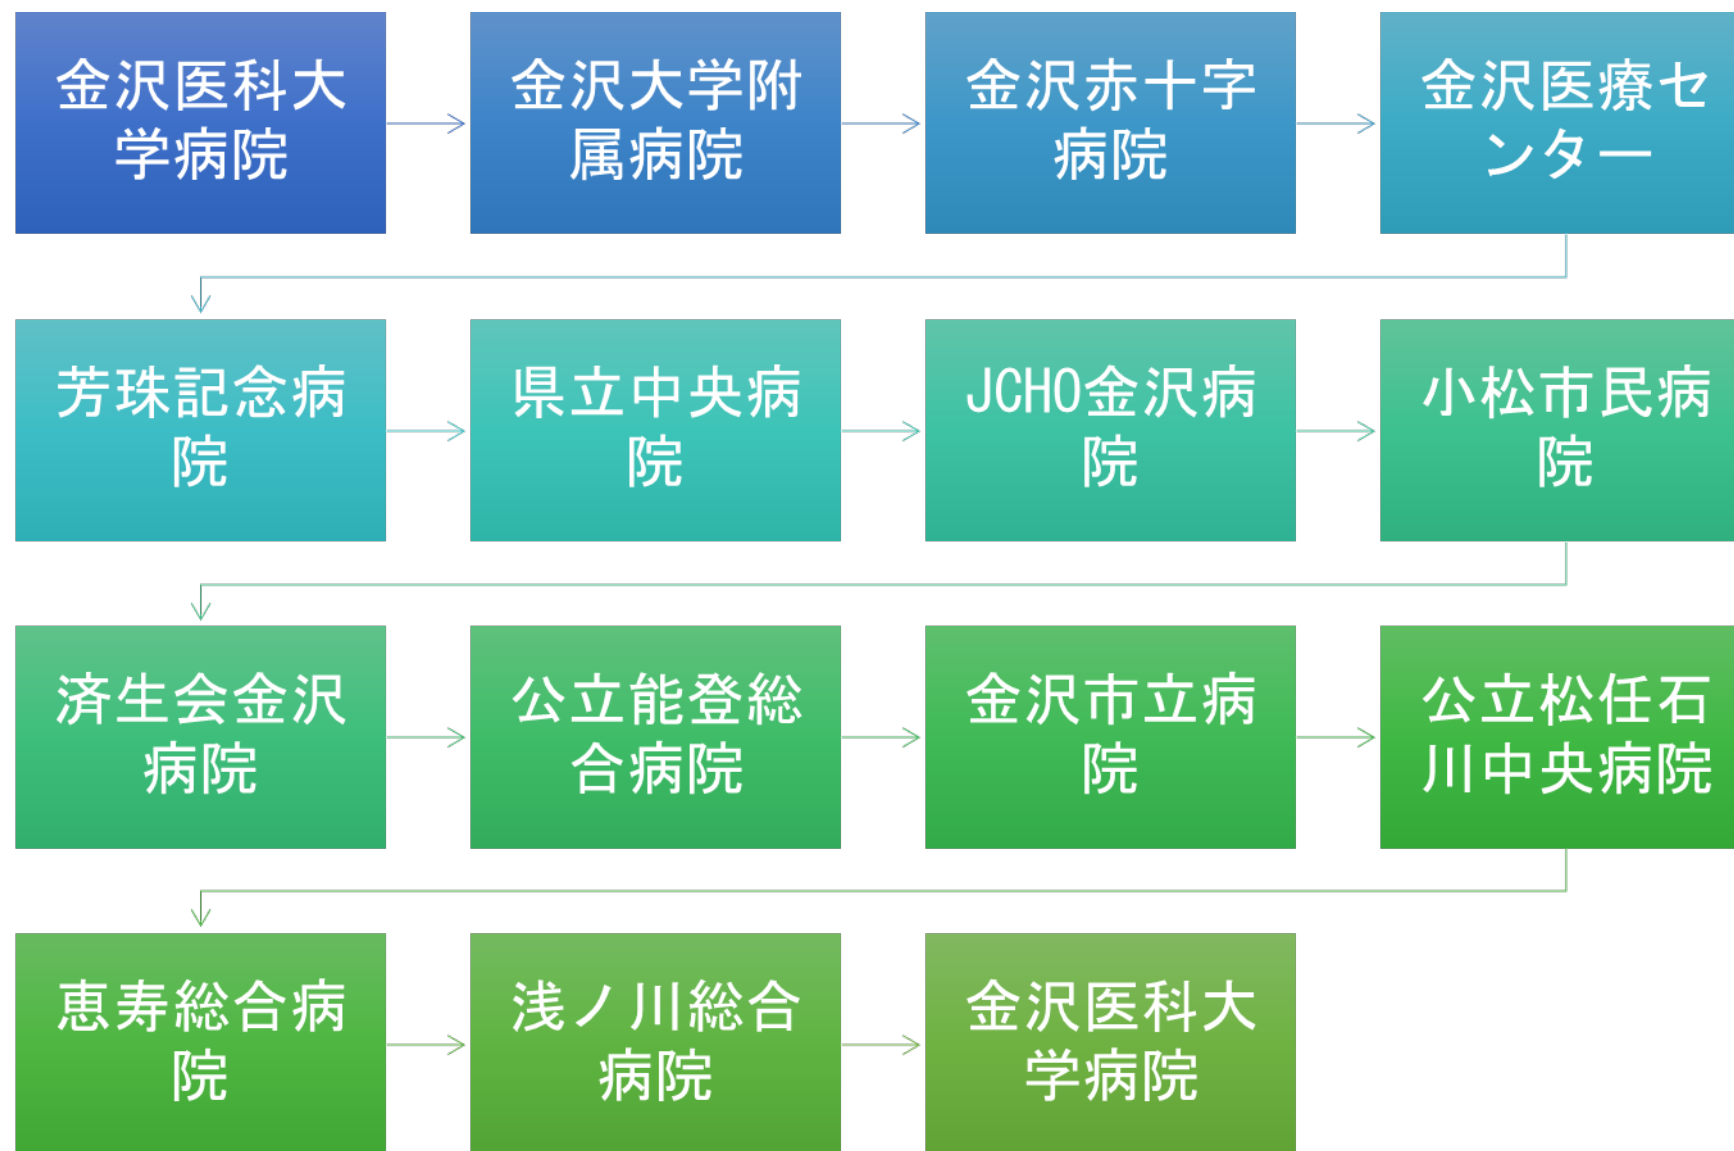 金沢医科大
学病院
金沢大学附
属病院
金沢赤十字
病院
金沢医療セ
ンター
芳珠記念病
院
県立中央病
院
JCHO金沢病
院
小松市民病
院
済生会金沢
病院
公立能登総
合病院
金沢市立病
院
公立松任石
川中央病院
恵寿総合病
院
浅ノ川総合
病院
金沢医科大
学病院